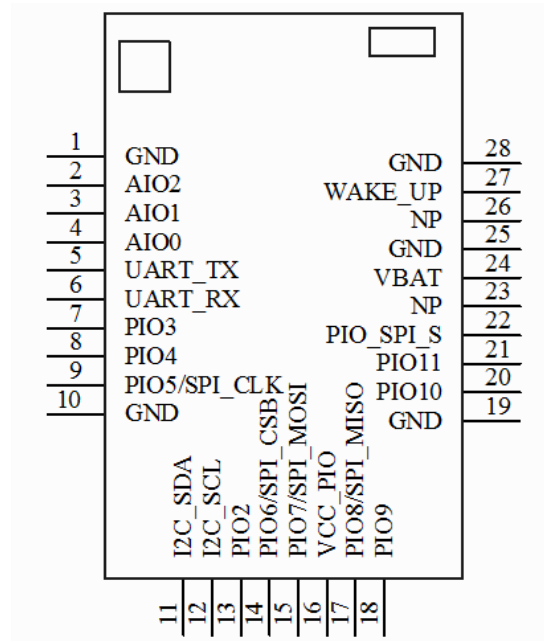 1 GND
2 AIO2
3 AIO1
4 AIO0
5 UART_TX
6 UART_RX
7 PIO3
8 PIO4
9 PIO5/SPI_CLK
10 GND
11 I2C_SDA
12 I2C_SCL
13 PIO2
14 PIO6/SPI_CSB
15 PIO7/SPI_MOSI
16 VCC_PIO
17 PIO8/SPI_MISO
18 PIO9
GND 28
WAKE_UP 27
NP 26
GND 25
VBAT 24
NP 23
PIO_SPI_S 22
PIO11 21
PIO10 20
GND 19